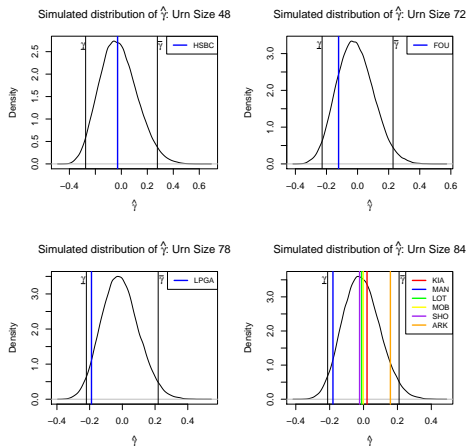 Simulated distribution of γ̂: Urn Size 48
Density
0.0 0.5 1.0 1.5 2.0 2.5
γ γ̅
HSBC
−0.4 −0.2 0.0 0.2 0.4 0.6
γ̂
Simulated distribution of γ̂: Urn Size 72
Density
0.0 0.5 1.0 1.5 2.0 2.5 3.0
γ γ̅
FOU
−0.4 −0.2 0.0 0.2 0.4 0.6
γ̂
Simulated distribution of γ̂: Urn Size 78
Density
0.0 1.0 2.0 3.0
γ γ̅
LPGA
−0.4 −0.2 0.0 0.2 0.4
γ̂
Simulated distribution of γ̂: Urn Size 84
Density
0.0 1.0 2.0 3.0
γ γ̅
KIA
MAN
LOT
MOB
SHO
ARK
−0.4 −0.2 0.0 0.2 0.4
γ̂